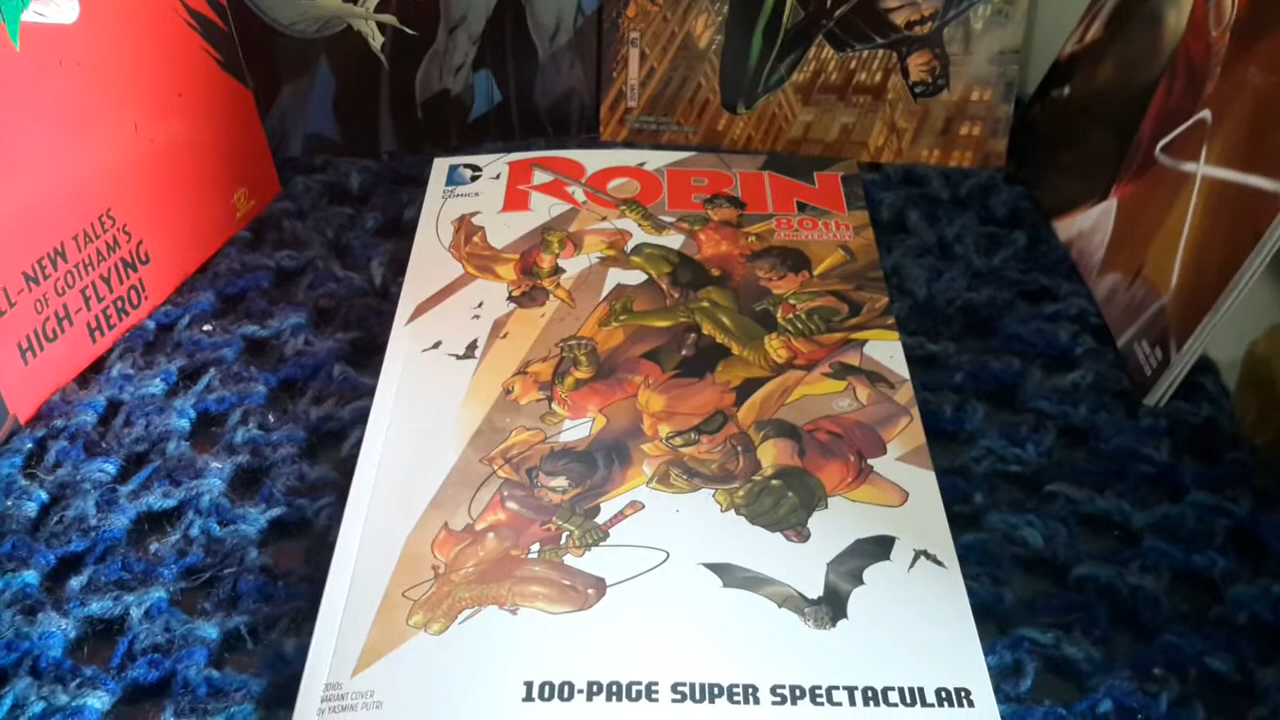 LL-NEW TALES
OF GOTHAM'S
HIGH-FLYING
HERO!
DC
COMICS
ROBIN
80th
ANNIVERSARY
2010s
VARIANT COVER
by YASMINE PUTRI
100-PAGE SUPER SPECTACULAR